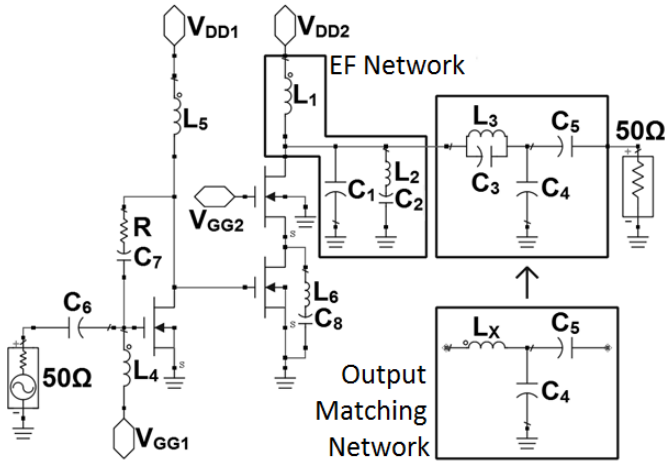 VDD1
VDD2
EF Network
L1
L5
L3
C5
50Ω
L2
C3
C1
C2
C4
R
C7
VGG2
S
C6
L6
C8
S
S
50Ω
L4
VGG1
LX
C5
C4
Output
Matching
Network